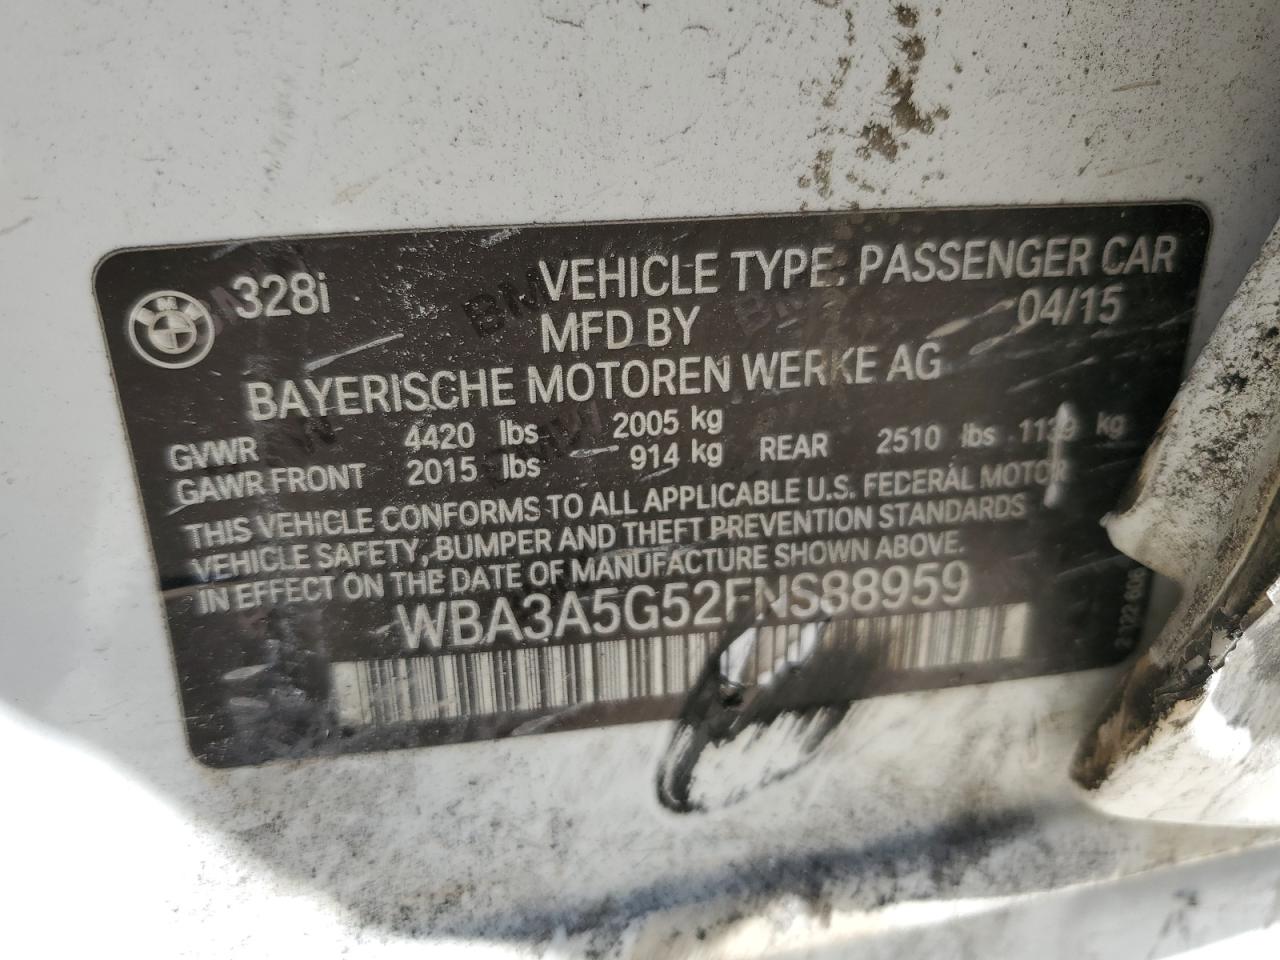 328i
VEHICLE TYPE: PASSENGER CAR
MFD BY 04/15
BAYERISCHE MOTOREN WERKE AG
GVWR 4420 lbs 2005 kg
GAWR FRONT 2015 lbs 914 kg REAR 2510 lbs 1139 kg
THIS VEHICLE CONFORMS TO ALL APPLICABLE U.S. FEDERAL MOTOR
VEHICLE SAFETY, BUMPER AND THEFT PREVENTION STANDARDS
IN EFFECT ON THE DATE OF MANUFACTURE SHOWN ABOVE.
WBA3A5G52FNS88959